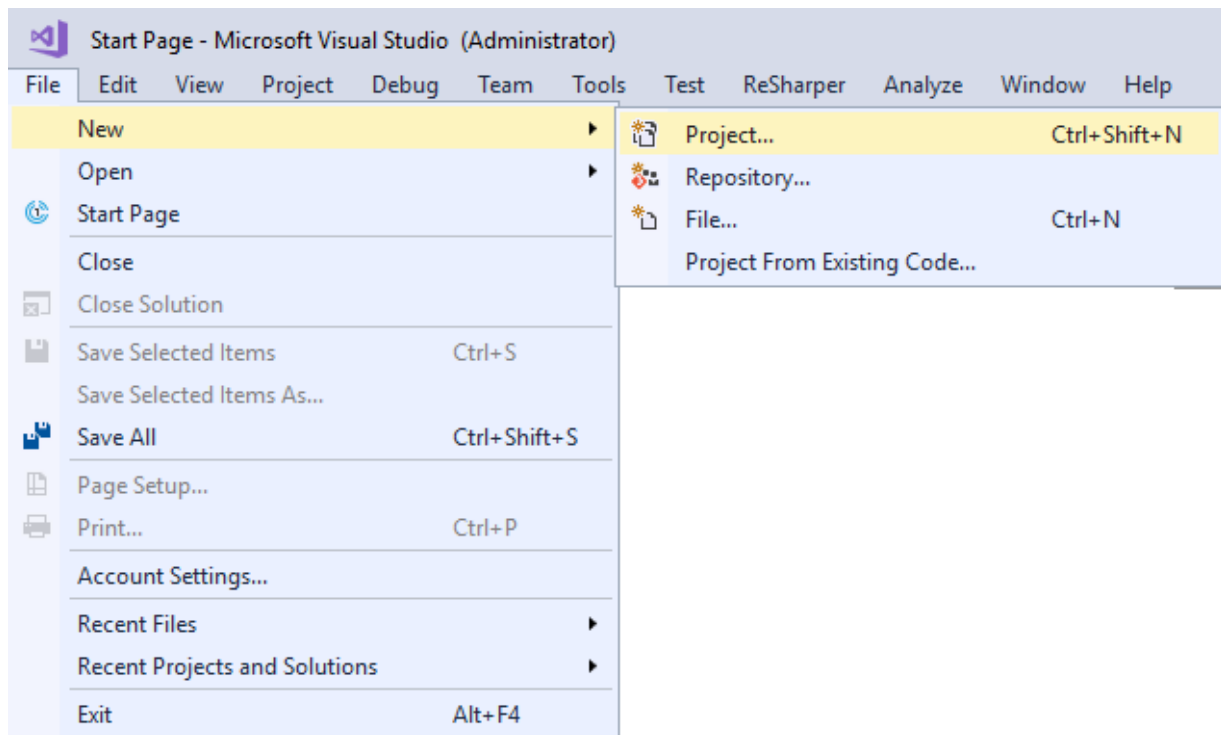 Start Page - Microsoft Visual Studio (Administrator)
File Edit View Project Debug Team Tools Test ReSharper Analyze Window Help
New
Open
Start Page
Close
Close Solution
Save Selected Items Ctrl+S
Save Selected Items As...
Save All Ctrl+Shift+S
Page Setup...
Print... Ctrl+P
Account Settings...
Recent Files
Recent Projects and Solutions
Exit Alt+F4
Project... Ctrl+Shift+N
Repository...
File... Ctrl+N
Project From Existing Code...